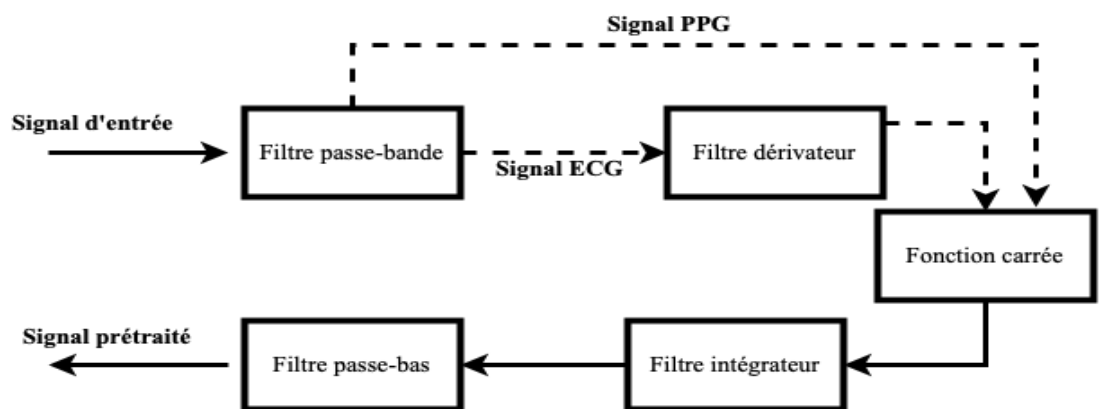 Signal PPG
Signal d'entrée
Filtre passe-bande
Signal ECG
Filtre dérivateur
Fonction carrée
Signal prétraité
Filtre passe-bas
Filtre intégrateur